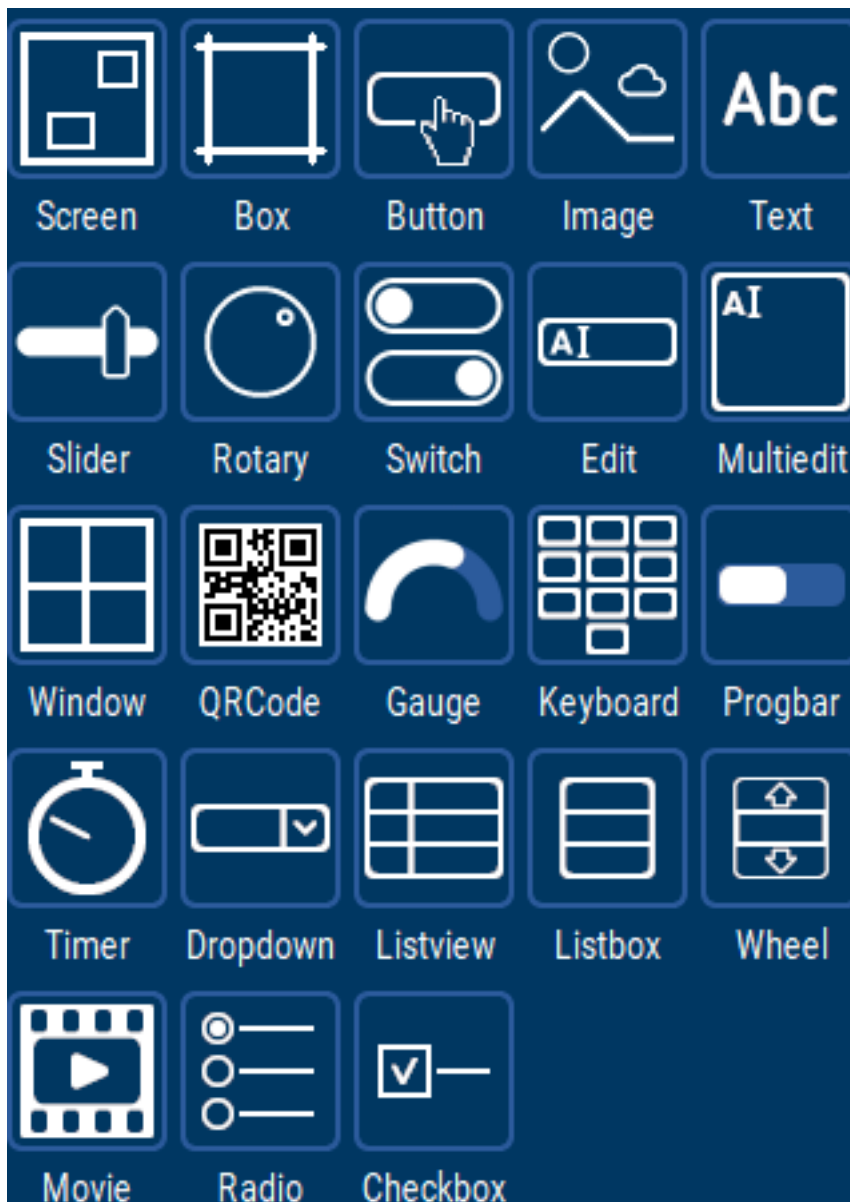 Abc
Screen Box Button Image Text
AI
AI
Slider Rotary Switch Edit Multiedit
Window QRCode Gauge Keyboard Progbar
Timer Dropdown Listview Listbox Wheel
Movie Radio Checkbox